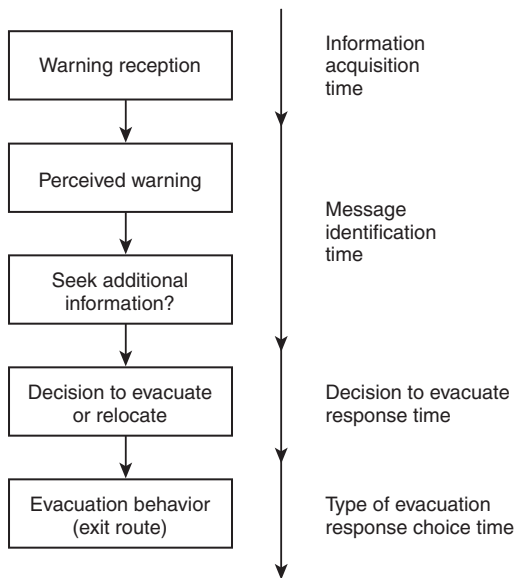 Warning reception
Information
acquisition
time
Perceived warning
Message
identification
time
Seek additional
information?
Decision to evacuate
or relocate
Decision to evacuate
response time
Evacuation behavior
(exit route)
Type of evacuation
response choice time